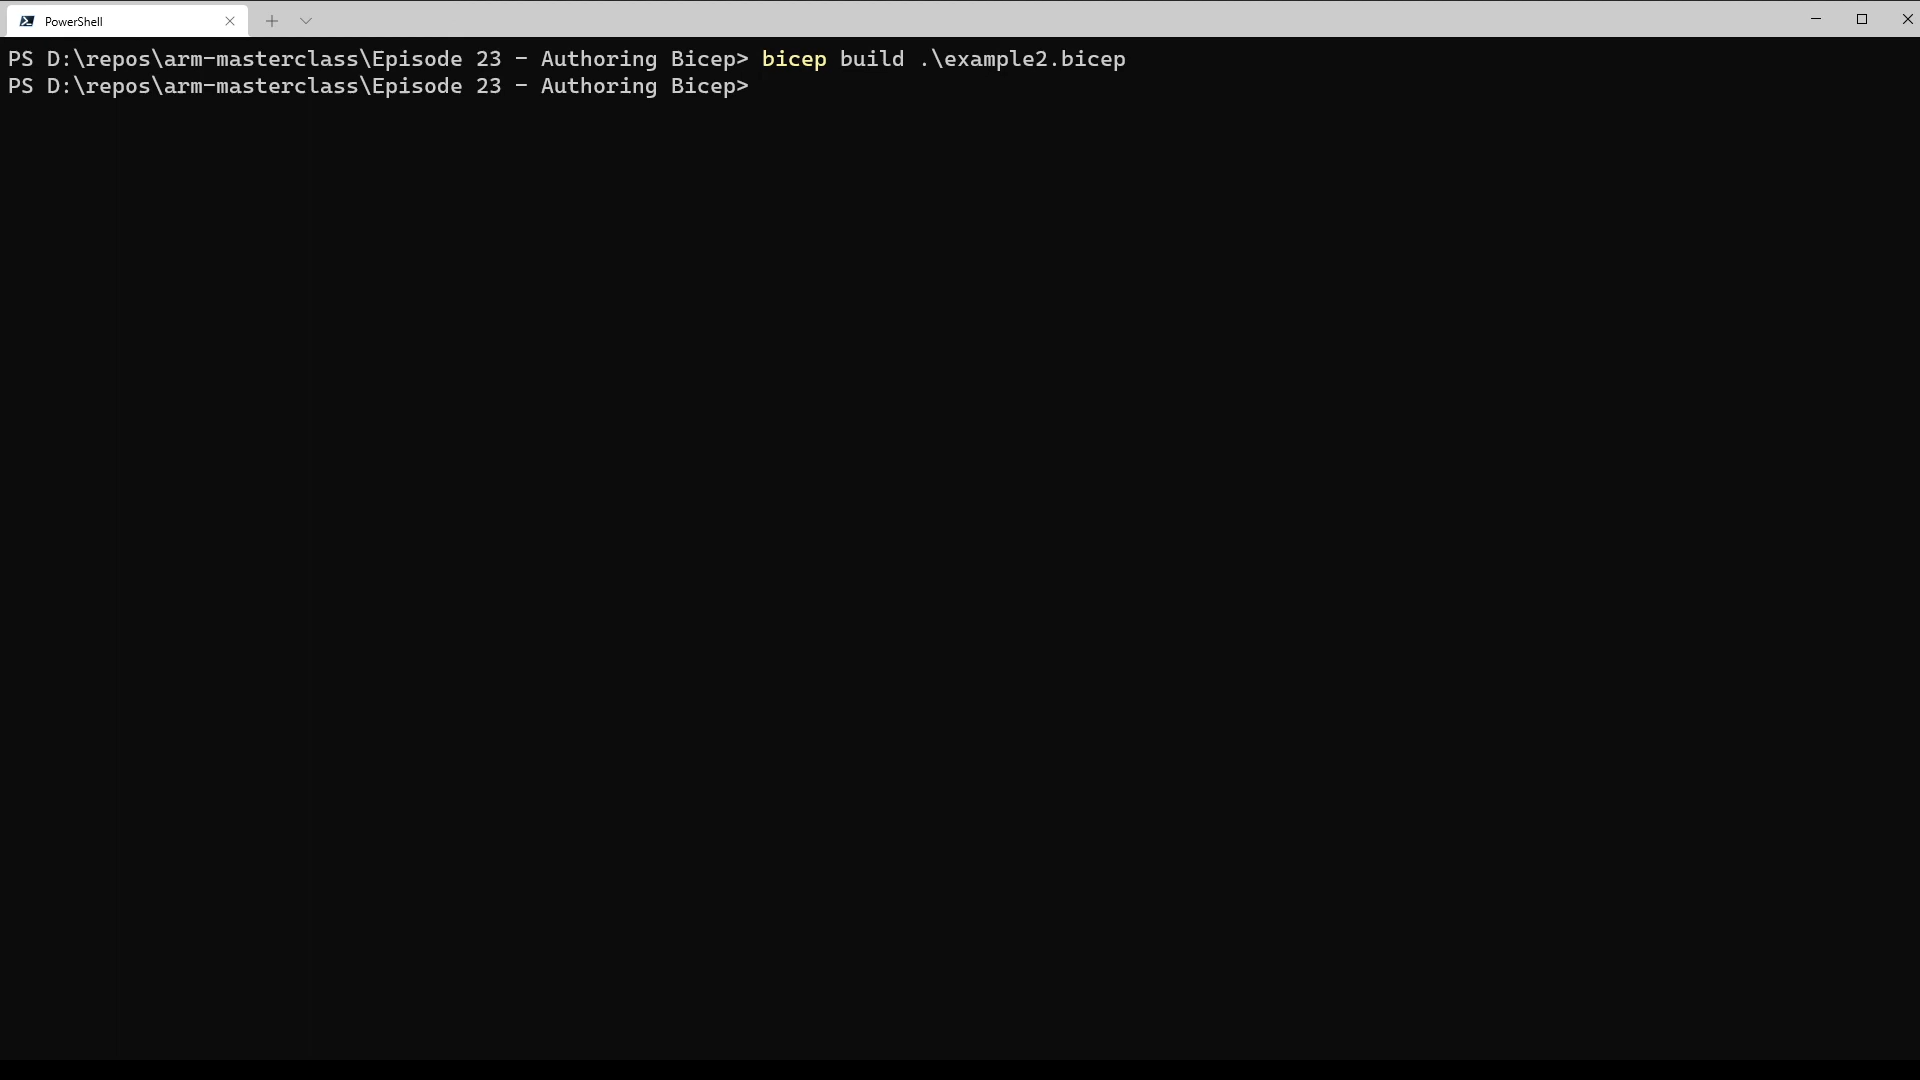 PowerShell
PS D:\repos\arm-masterclass\Episode 23 - Authoring Bicep> bicep build .\example2.bicep
PS D:\repos\arm-masterclass\Episode 23 - Authoring Bicep>